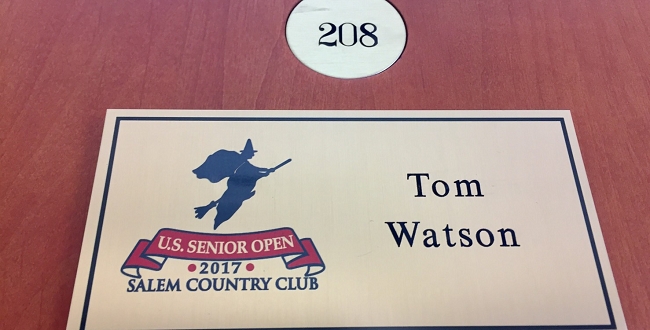 208
Tom
Watson
U.S. SENIOR OPEN
•2017•
SALEM COUNTRY CLUB